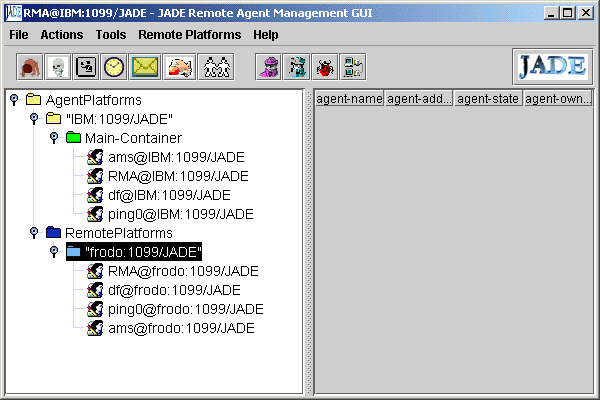 JADE RMA@IBM:1099/JADE - JADE Remote Agent Management GUI
File Actions Tools Remote Platforms Help
JADE
AgentPlatforms
"IBM:1099/JADE"
Main-Container
ams@IBM:1099/JADE
RMA@IBM:1099/JADE
df@IBM:1099/JADE
ping0@IBM:1099/JADE
RemotePlatforms
"frodo:1099/JADE"
RMA@frodo:1099/JADE
df@frodo:1099/JADE
ping0@frodo:1099/JADE
ams@frodo:1099/JADE
agent-name agent-add... agent-state agent-own...